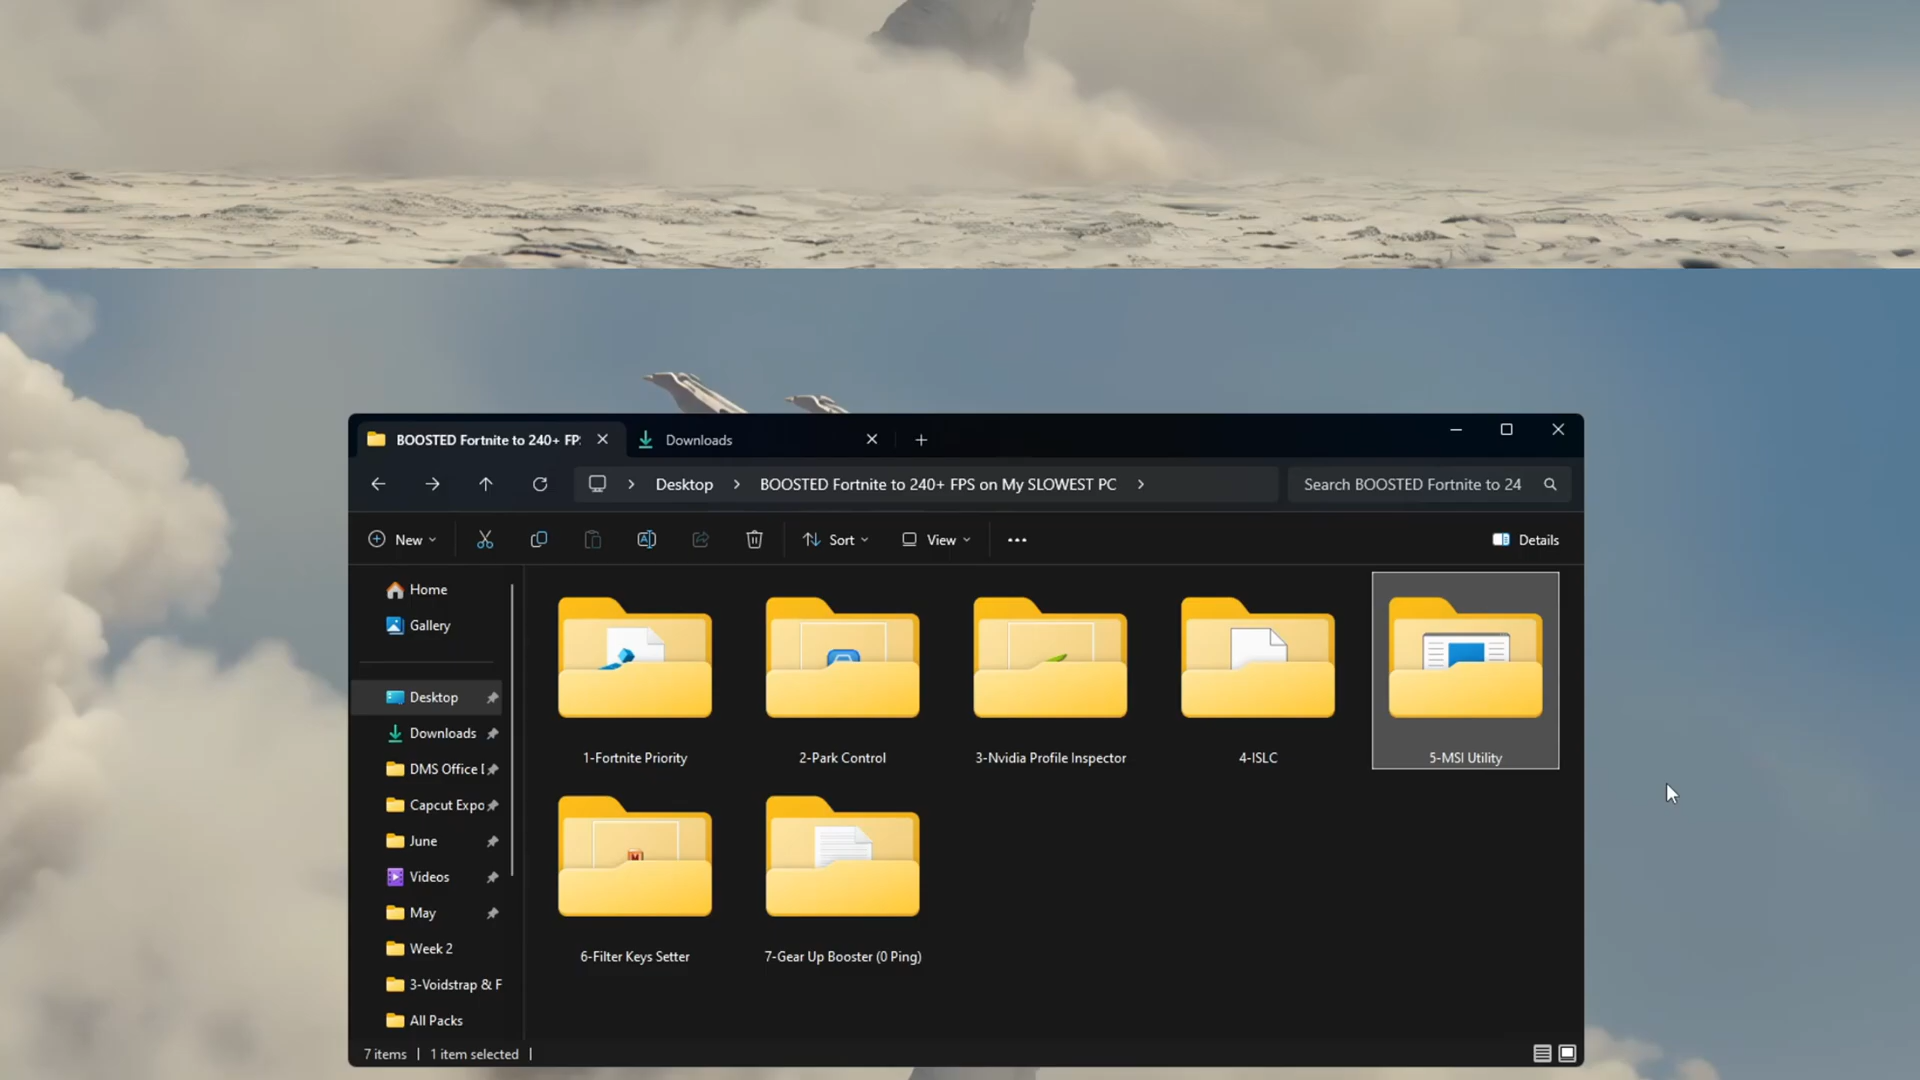 BOOSTED Fortnite to 240+ FP
Downloads
Desktop
BOOSTED Fortnite to 240+ FPS on My SLOWEST PC
Search BOOSTED Fortnite to 24
New
Sort
View
Details
Home
Gallery
Desktop
Downloads
DMS Office
Capcut Expo
June
Videos
May
Week 2
3-Voidstrap & F
All Packs
1-Fortnite Priority
2-Park Control
3-Nvidia Profile Inspector
4-ISLC
5-MSI Utility
6-Filter Keys Setter
7-Gear Up Booster (0 Ping)
7 items
1 item selected